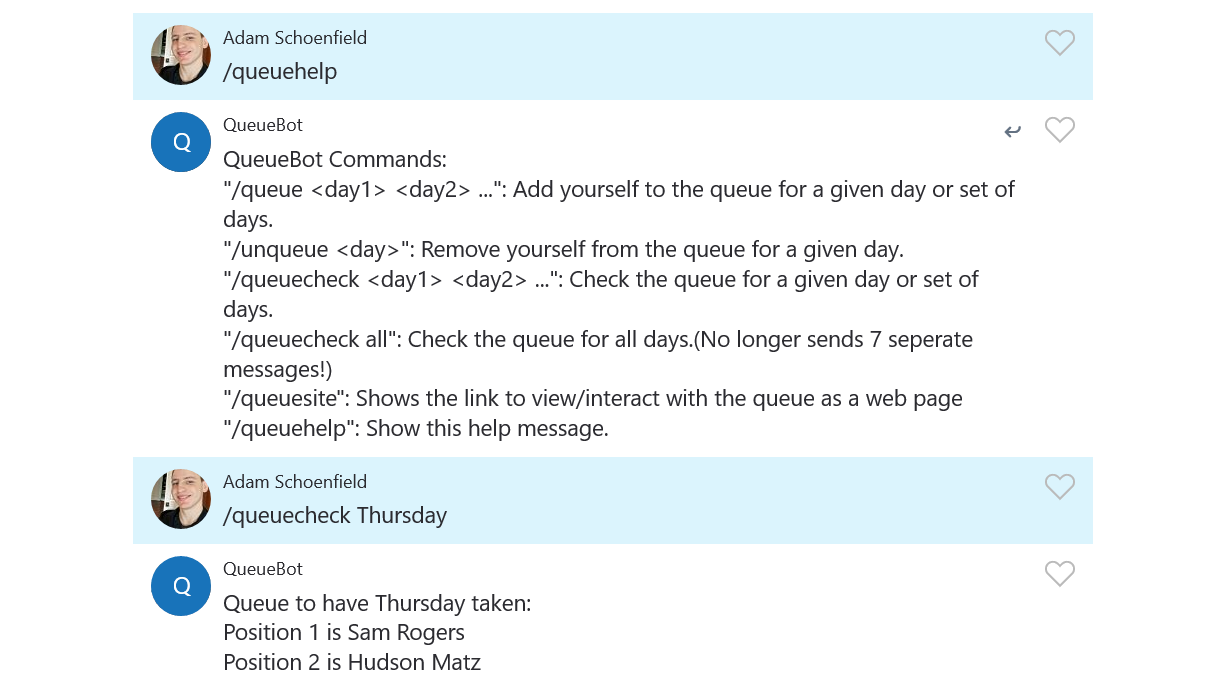 Adam Schoenfield
/queuehelp
Q
QueueBot
QueueBot Commands:
"/queue <day1> <day2> ...": Add yourself to the queue for a given day or set of
days.
"/unqueue <day>": Remove yourself from the queue for a given day.
"/queuecheck <day1> <day2> ...": Check the queue for a given day or set of
days.
"/queuecheck all": Check the queue for all days.(No longer sends 7 seperate
messages!)
"/queuesite": Shows the link to view/interact with the queue as a web page
"/queuehelp": Show this help message.
Adam Schoenfield
/queuecheck Thursday
Q
QueueBot
Queue to have Thursday taken:
Position 1 is Sam Rogers
Position 2 is Hudson Matz